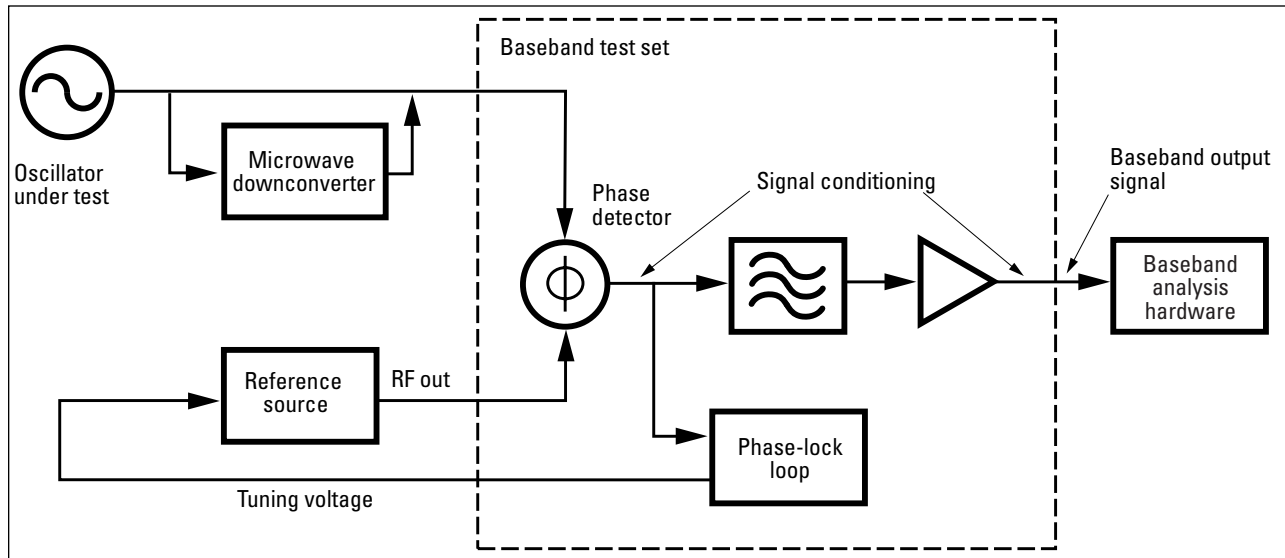 Baseband test set
Oscillator
under test
Microwave
downconverter
Phase
detector
Signal conditioning
Baseband output
signal
Baseband
analysis
hardware
Reference
source
RF out
Phase-lock
loop
Tuning voltage